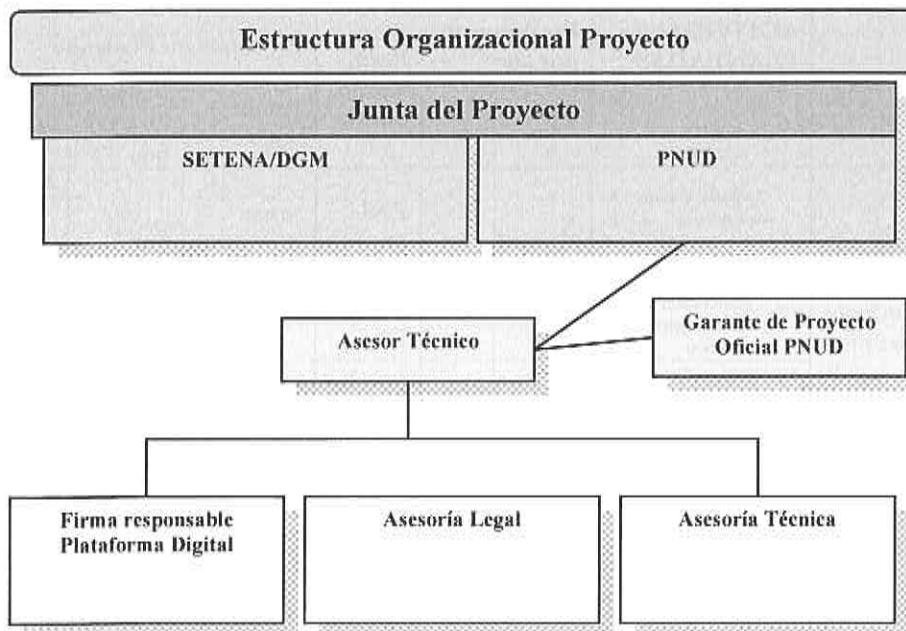 Estructura Organizacional Proyecto
Junta del Proyecto
SETENA/DGM
PNUD
Asesor Técnico
Garante de Proyecto
Oficial PNUD
Firma responsable
Plataforma Digital
Asesoría Legal
Asesoría Técnica